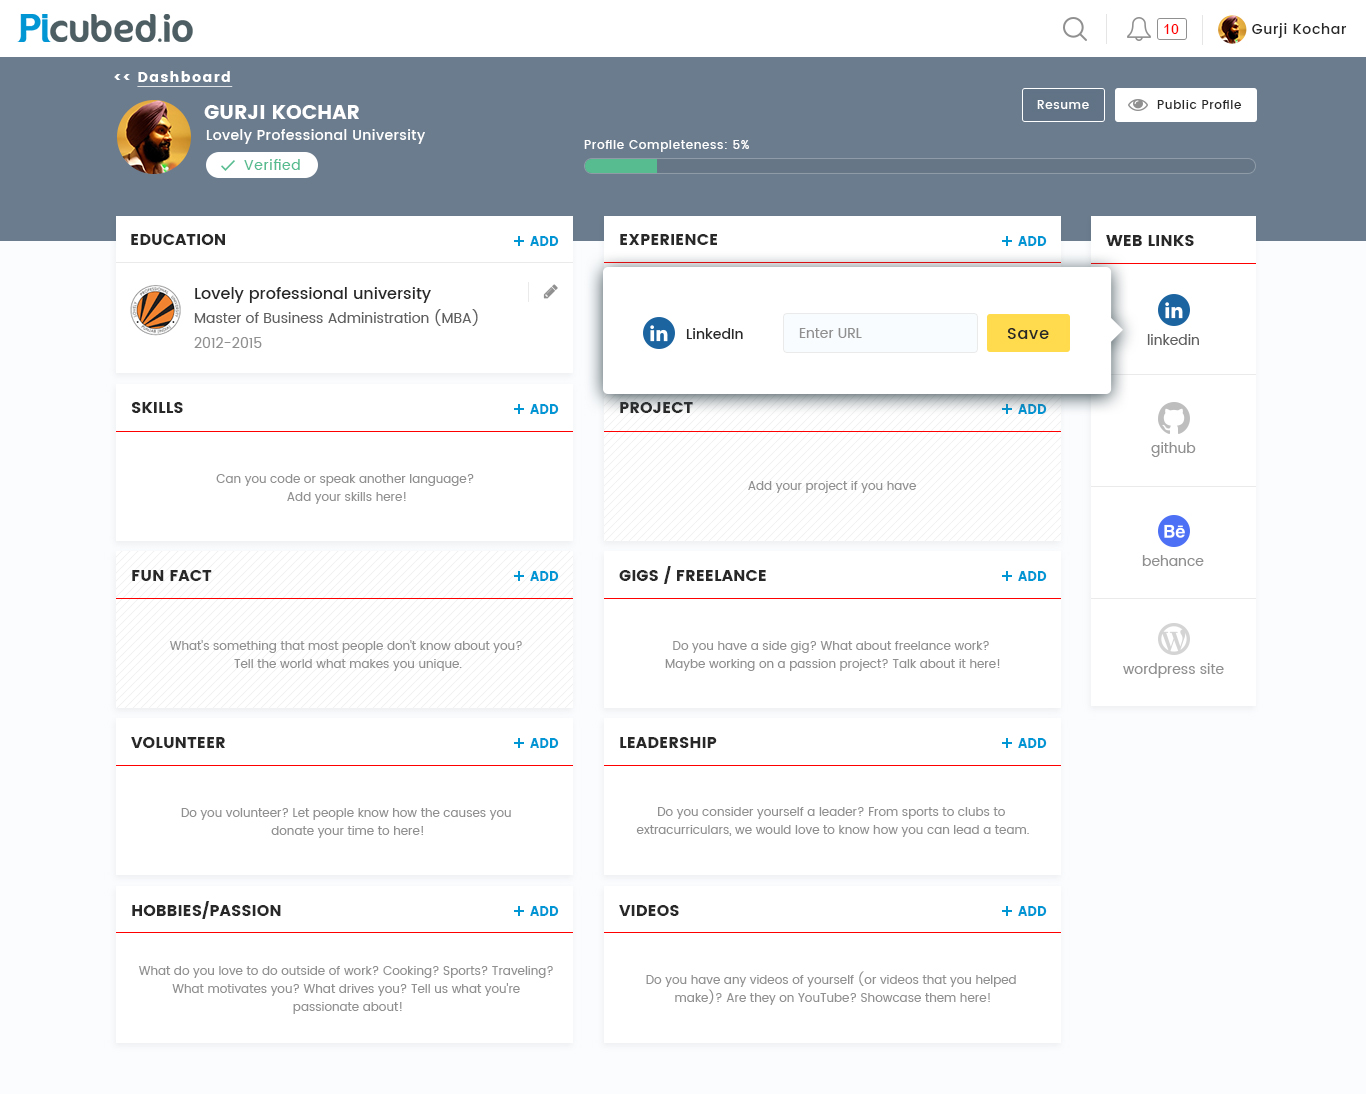 Picubed.io
10
Gurji Kochar
<< Dashboard
GURJI KOCHAR
Lovely Professional University
Verified
Resume
Public Profile
Profile Completeness: 5%
EDUCATION
+ ADD
Lovely professional university
Master of Business Administration (MBA)
2012-2015
EXPERIENCE
+ ADD
in LinkedIn
Enter URL
Save
WEB LINKS
in
linkedin
github
Bē
behance
W
wordpress site
SKILLS
+ ADD
Can you code or speak another language?
Add your skills here!
PROJECT
+ ADD
Add your project if you have
FUN FACT
+ ADD
What's something that most people don't know about you?
Tell the world what makes you unique.
GIGS / FREELANCE
+ ADD
Do you have a side gig? What about freelance work?
Maybe working on a passion project? Talk about it here!
VOLUNTEER
+ ADD
Do you volunteer? Let people know how the causes you
donate your time to here!
LEADERSHIP
+ ADD
Do you consider yourself a leader? From sports to clubs to
extracurriculars, we would love to know how you can lead a team.
HOBBIES/PASSION
+ ADD
What do you love to do outside of work? Cooking? Sports? Traveling?
What motivates you? What drives you? Tell us what you're
passionate about!
VIDEOS
+ ADD
Do you have any videos of yourself (or videos that you helped
make)? Are they on YouTube? Showcase them here!